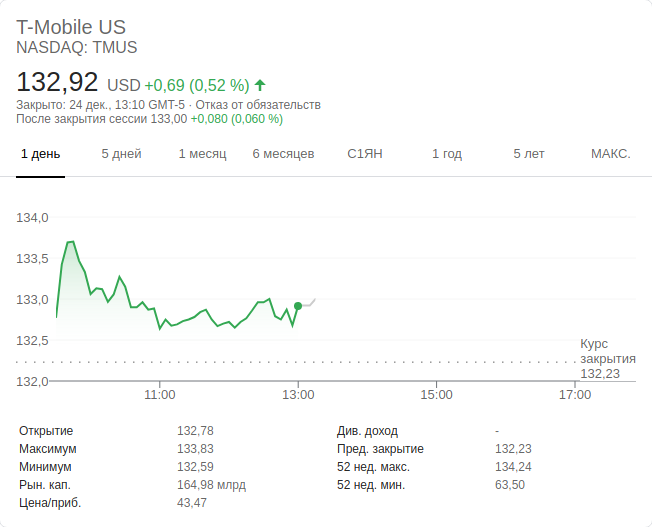 T-Mobile US
NASDAQ: TMUS
132,92 USD +0,69 (0,52 %)
Закрыто: 24 дек., 13:10 GMT-5 · Отказ от обязательств
После закрытия сессии 133,00 +0,080 (0,060 %)
1 день 5 дней 1 месяц 6 месяцев С1ЯН 1 год 5 лет МАКС.
134,0
133,5
133,0
132,5
Курс
закрытия
132,23
132,0
11:00 13:00 15:00 17:00
Открытие 132,78 Див. доход -
Максимум 133,83 Пред. закрытие 132,23
Минимум 132,59 52 нед. макс. 134,24
Рын. кап. 164,98 млрд 52 нед. мин. 63,50
Цена/приб. 43,47